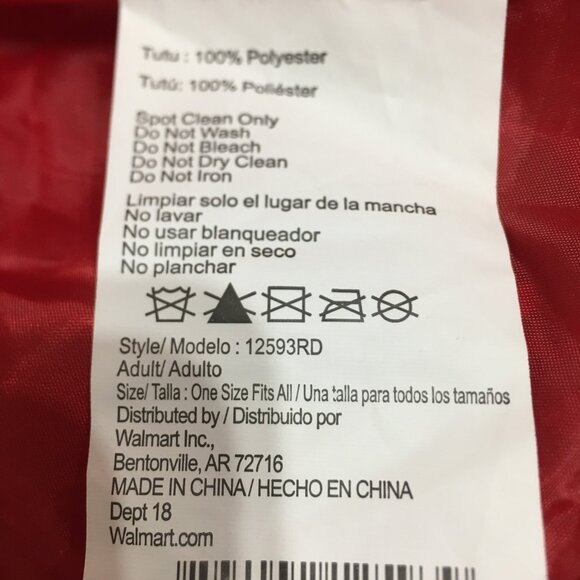 Tutu : 100% Polyester
Tutú: 100% Poliéster
Spot Clean Only
Do Not Wash
Do Not Bleach
Do Not Dry Clean
Do Not Iron
Limpiar solo el lugar de la mancha
No lavar
No usar blanqueador
No limpiar en seco
No planchar
Style/ Modelo : 12593RD
Adult/ Adulto
Size/ Talla : One Size Fits All / Una talla para todos los tamaños
Distributed by / Distribuido por
Walmart Inc.,
Bentonville, AR 72716
MADE IN CHINA/ HECHO EN CHINA
Dept 18
Walmart.com